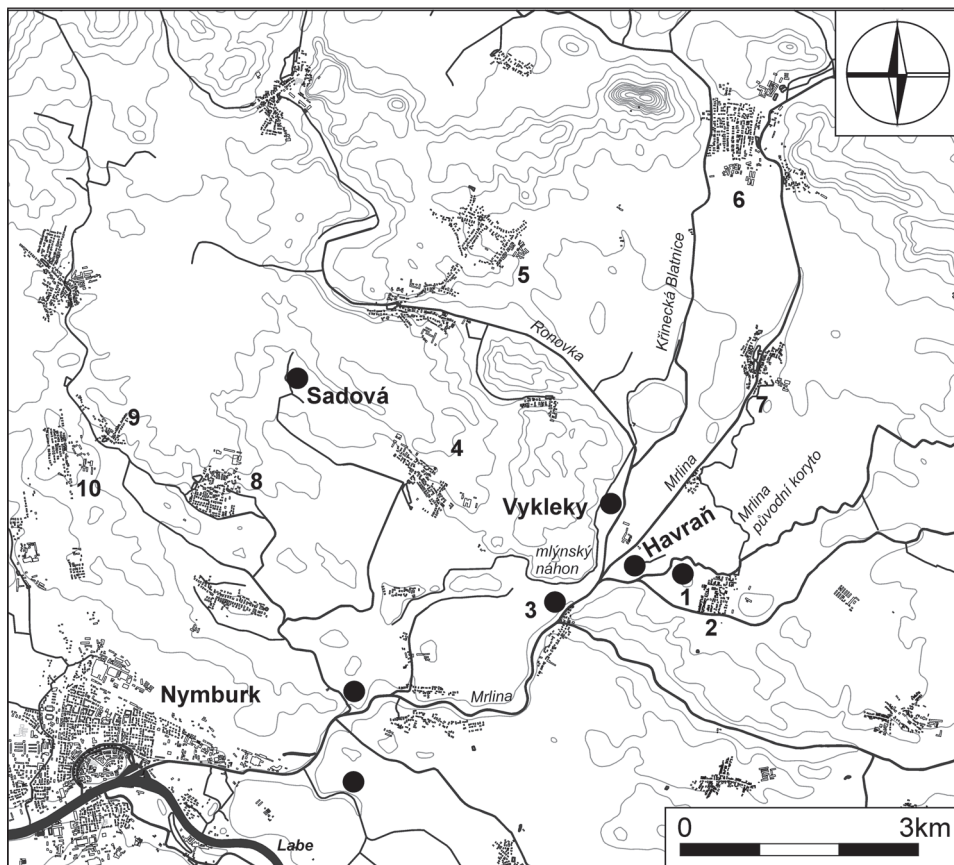 6
Křinecká Blatnice
5
Ronovka
Sadová
Mrlina
7
9
4
8
10
Vykleky
Mrlina
původní koryto
Havraň
mlýnský
náhon
1
3
2
Nymburk
Mrlina
Labe
0
3km